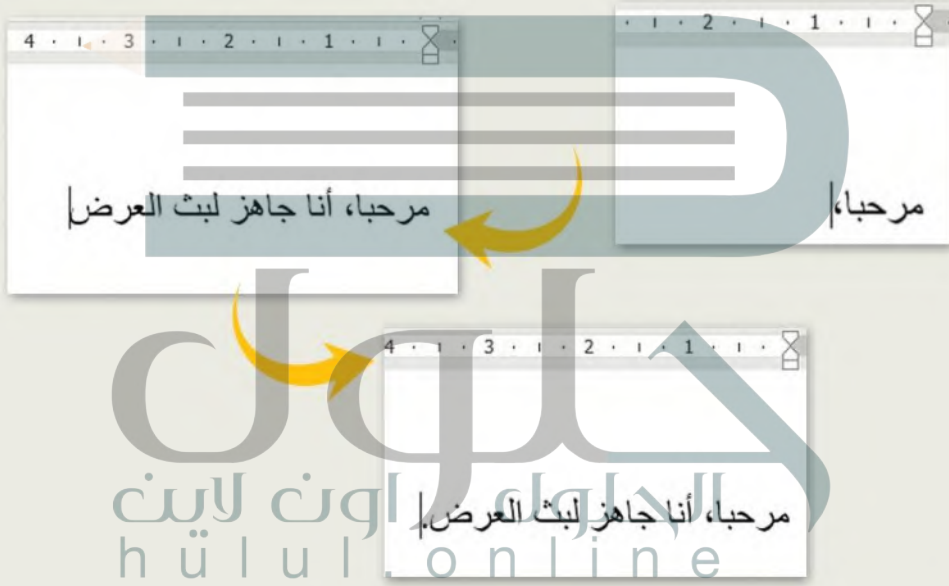 · ı · 2 · ı · 1 · ı ·
مرحبا،
4 · ı · 3 · ı · 2 · ı · 1 · ı ·
مرحبا، أنا جاهز لبث العرض
4 · ı · 3 · ı · 2 · ı · 1 · ı ·
مرحبا، أنا جاهز لبث العرض.
حلول
الحلول اون لاين
hülul.online